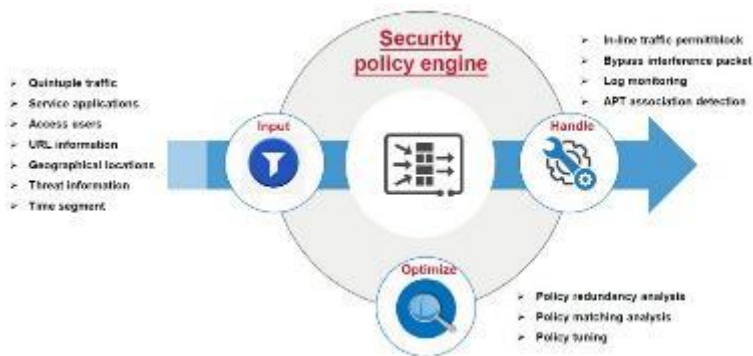 Security
policy engine
Input
Handle
Optimize
Quintuple traffic
Service applications
Access users
URL information
Geographical locations
Threat information
Time segment
In-line traffic permit/block
Bypass interference packet
Log monitoring
APT association detection
Policy redundancy analysis
Policy matching analysis
Policy tuning